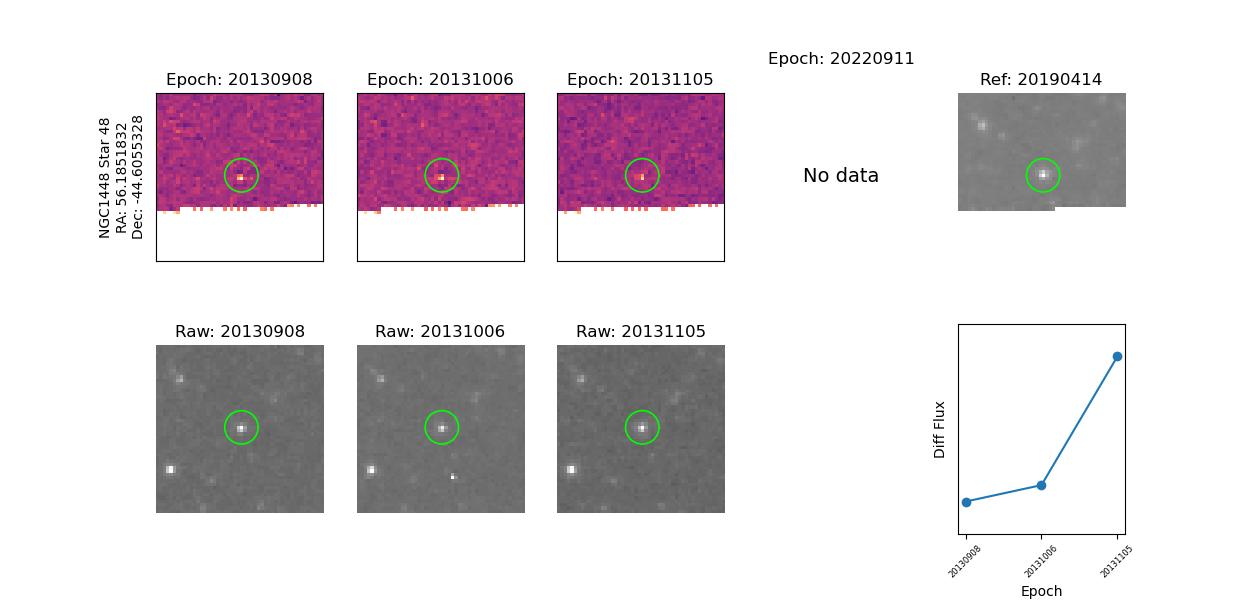 NGC1448 Star 48
RA: 56.1851832
Dec: -44.6055328
Epoch: 20130908
Epoch: 20131006
Epoch: 20131105
Epoch: 20220911
No data
Ref: 20190414
Raw: 20130908
Raw: 20131006
Raw: 20131105
Diff Flux
20130908
20131006
20131105
Epoch